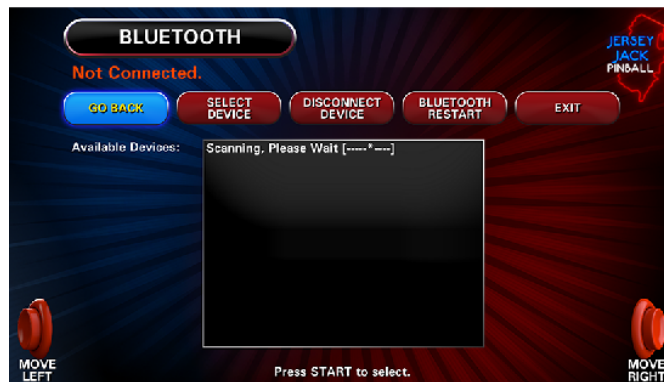 BLUETOOTH
JERSEY
JACK
PINBALL
Not Connected.
GO BACK
SELECT
DEVICE
DISCONNECT
DEVICE
BLUETOOTH
RESTART
EXIT
Available Devices:
Scanning, Please Wait [-----*----]
MOVE
LEFT
Press START to select.
MOVE
RIGHT